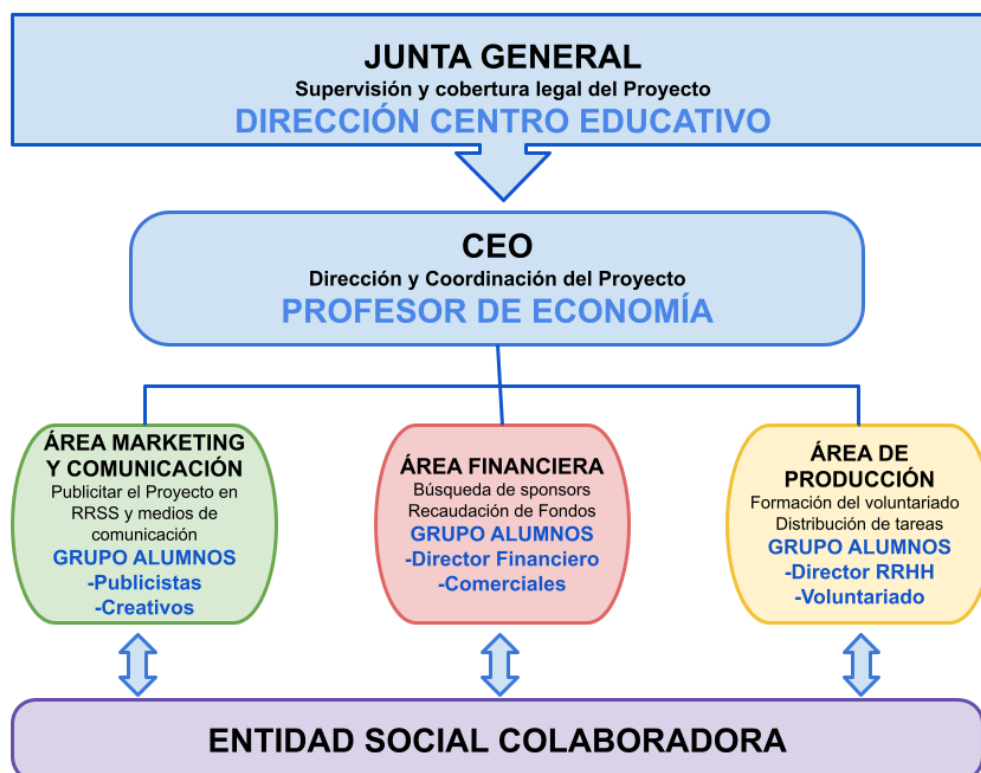 JUNTA GENERAL
Supervisión y cobertura legal del Proyecto
DIRECCIÓN CENTRO EDUCATIVO
CEO
Dirección y Coordinación del Proyecto
PROFESOR DE ECONOMÍA
ÁREA MARKETING
Y COMUNICACIÓN
Publicitar el Proyecto en
RRSS y medios de
comunicación
GRUPO ALUMNOS
-Publicistas
-Creativos
ÁREA FINANCIERA
Búsqueda de sponsors
Recaudación de Fondos
GRUPO ALUMNOS
-Director Financiero
-Comerciales
ÁREA DE
PRODUCCIÓN
Formación del voluntariado
Distribución de tareas
GRUPO ALUMNOS
-Director RRHH
-Voluntariado
ENTIDAD SOCIAL COLABORADORA